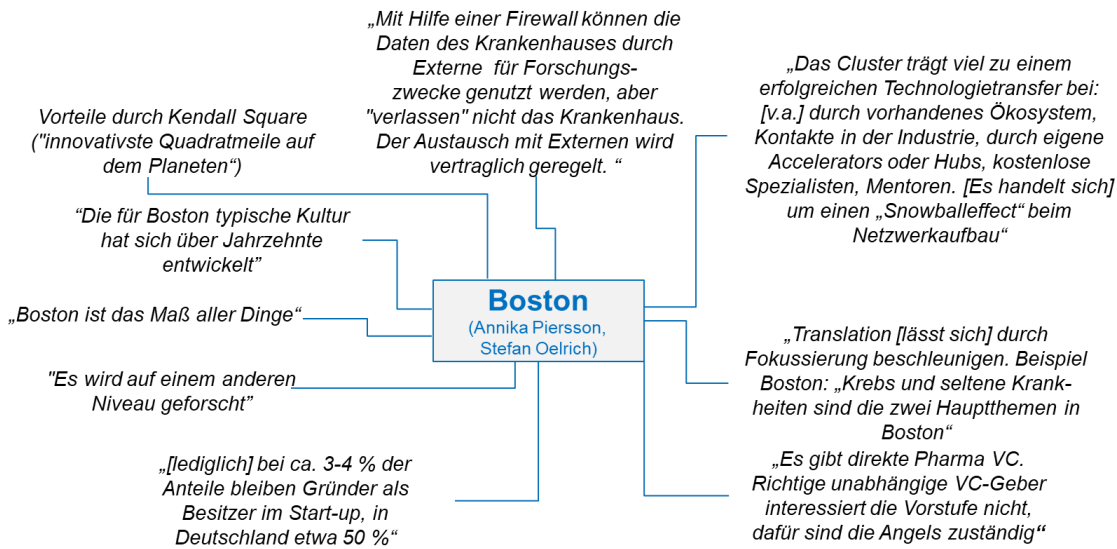 „Mit Hilfe einer Firewall können die
Daten des Krankenhauses durch
Externe für Forschungs-
zwecke genutzt werden, aber
"verlassen" nicht das Krankenhaus.
Der Austausch mit Externen wird
vertraglich geregelt. “
Vorteile durch Kendall Square
("innovativste Quadratmeile auf
dem Planeten“)
„Das Cluster trägt viel zu einem
erfolgreichen Technologietransfer bei:
[v.a.] durch vorhandenes Ökosystem,
Kontakte in der Industrie, durch eigene
Accelerators oder Hubs, kostenlose
Spezialisten, Mentoren. [Es handelt sich]
um einen „Snowballeffect“ beim
Netzwerkaufbau“
“Die für Boston typische Kultur
hat sich über Jahrzehnte
entwickelt”
Boston
(Annika Piersson,
Stefan Oelrich)
„Boston ist das Maß aller Dinge“
"Es wird auf einem anderen
Niveau geforscht”
„Translation [lässt sich] durch
Fokussierung beschleunigen. Beispiel
Boston: „Krebs und seltene Krank-
heiten sind die zwei Hauptthemen in
Boston“
„[lediglich] bei ca. 3-4 % der
Anteile bleiben Gründer als
Besitzer im Start-up, in
Deutschland etwa 50 %“
„Es gibt direkte Pharma VC.
Richtige unabhängige VC-Geber
interessiert die Vorstufe nicht,
dafür sind die Angels zuständig“